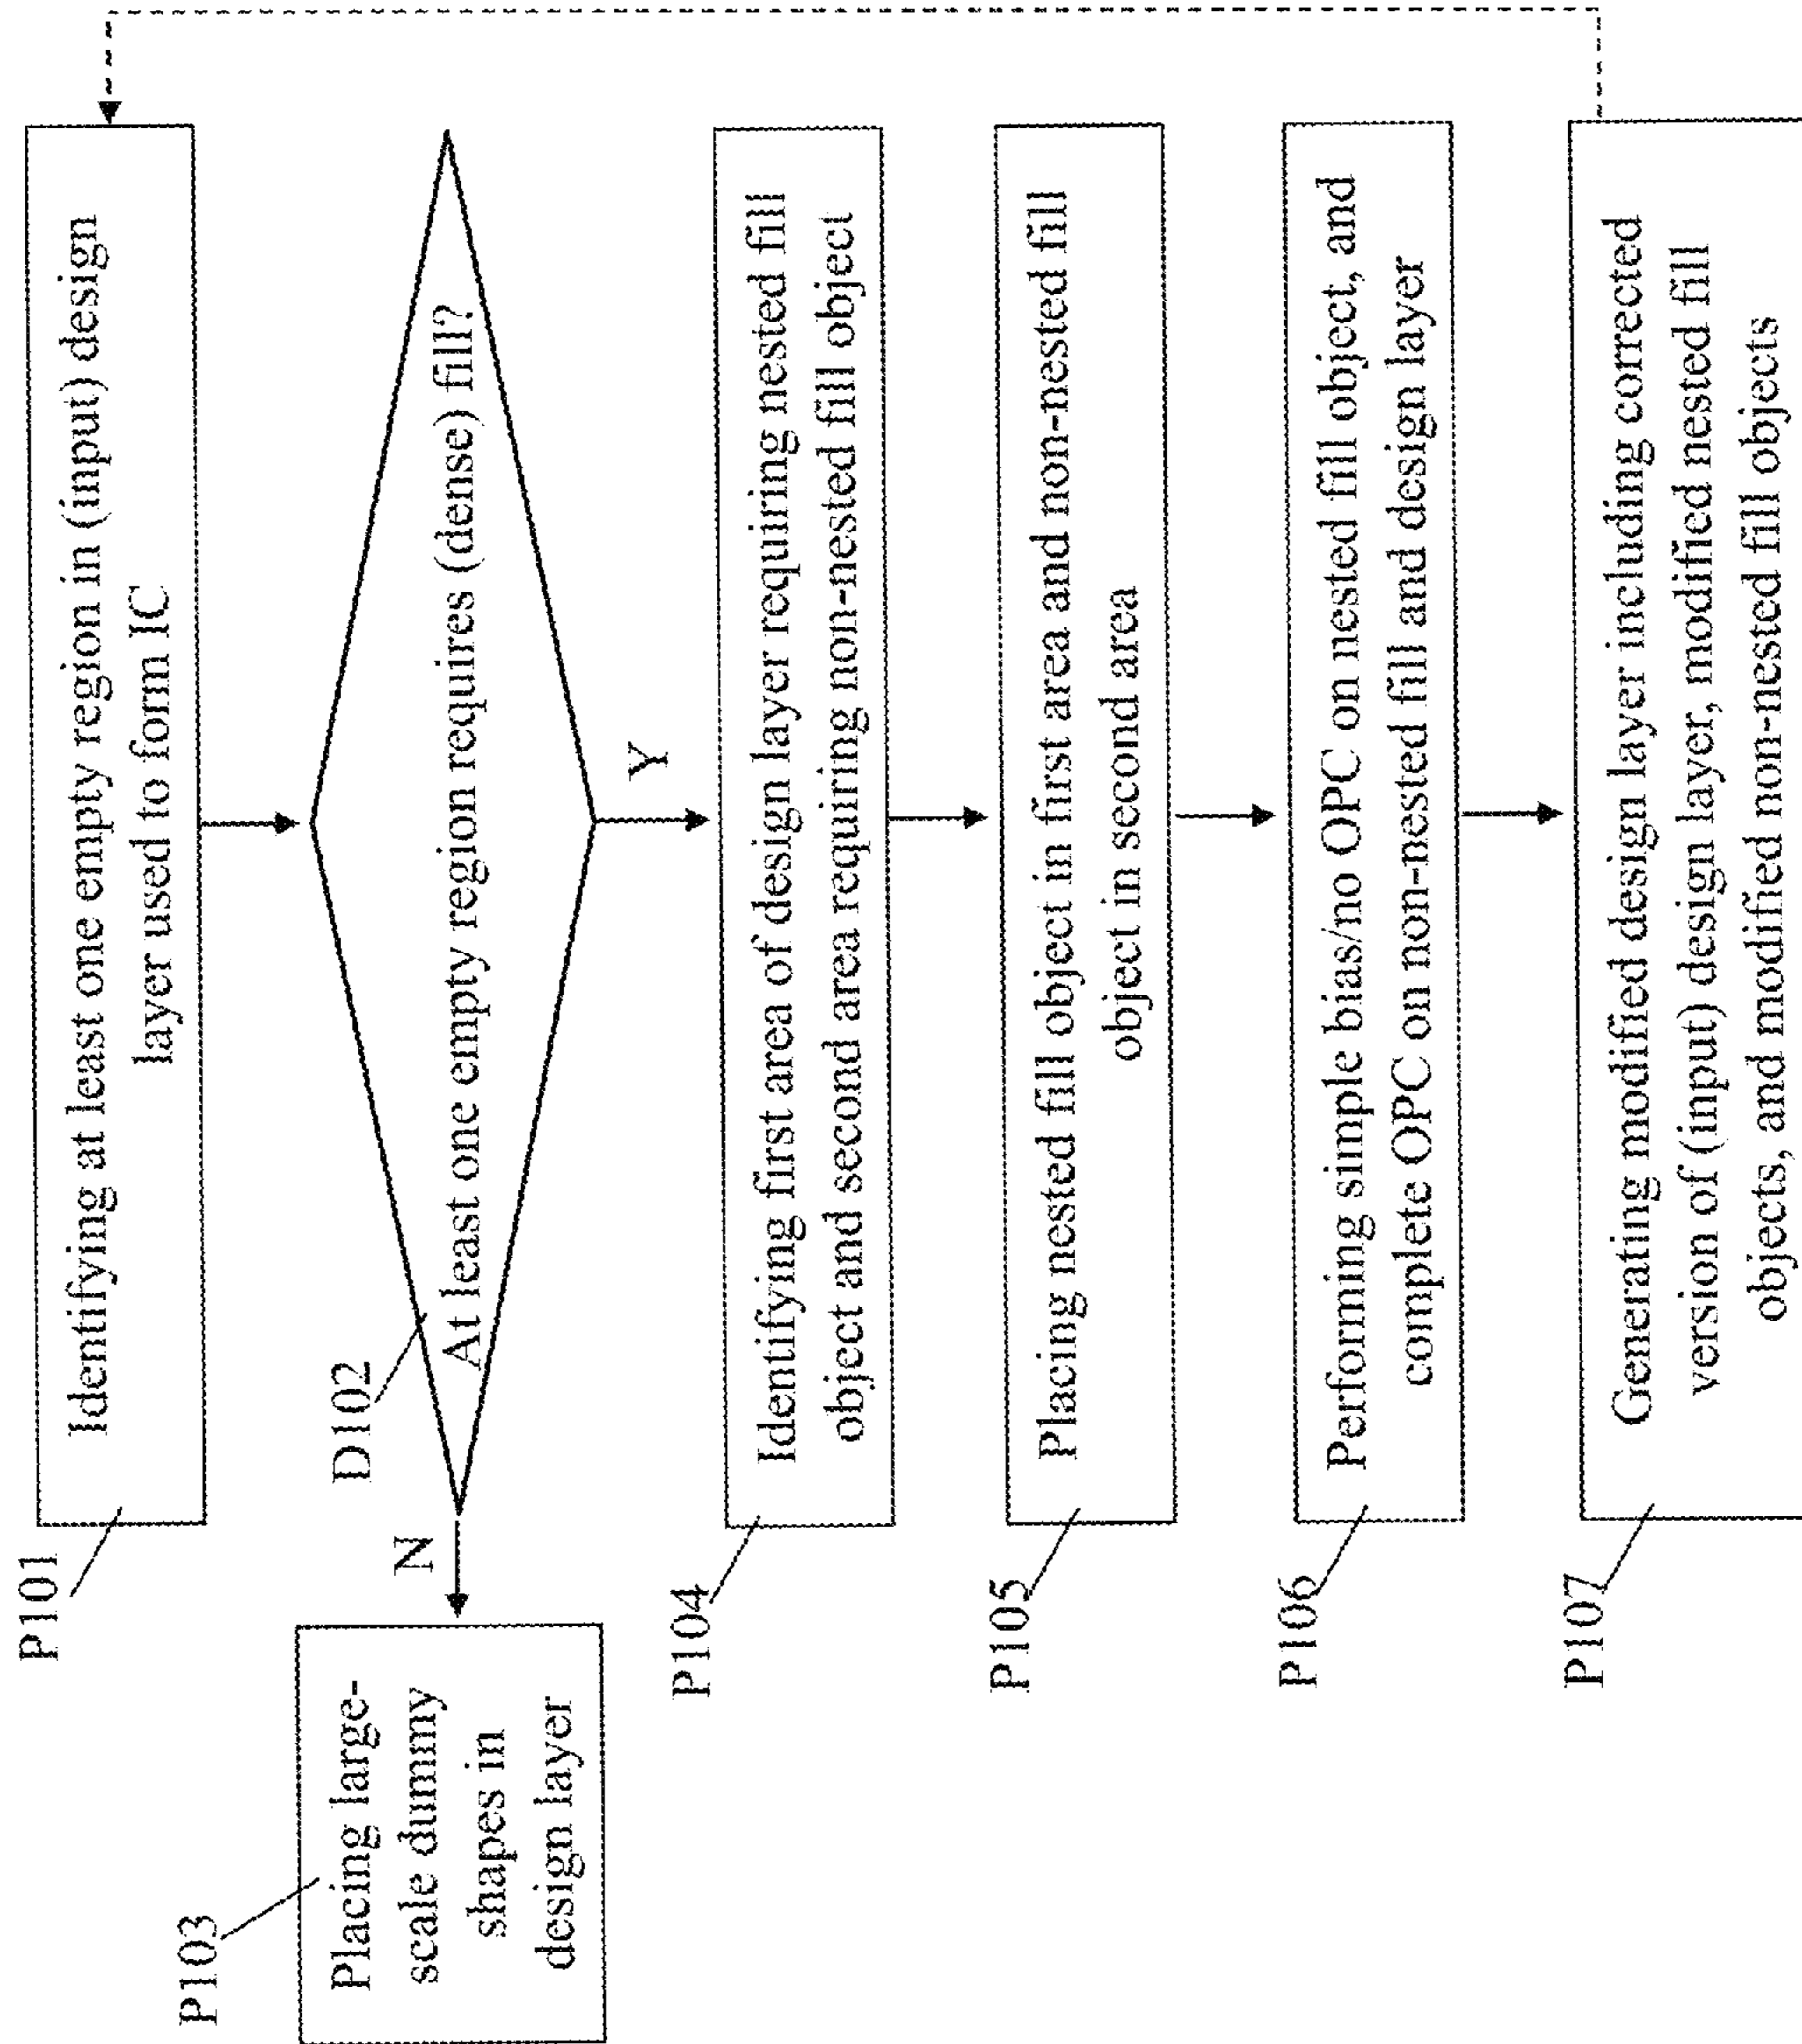 P101
Identifying at least one empty region in (input) design
layer used to form IC
D102
At least one empty region requires (dense) fill?
N
Y
P103
Placing large-
scale dummy
shapes in
design layer
P104
Identifying first area of design layer requiring nested fill
object and second area requiring non-nested fill object
P105
Placing nested fill object in first area and non-nested fill
object in second area
P106
Performing simple bias/no OPC on nested fill object, and
complete OPC on non-nested fill and design layer
P107
Generating modified design layer including corrected
version of (input) design layer, modified nested fill
objects, and modified non-nested fill objects